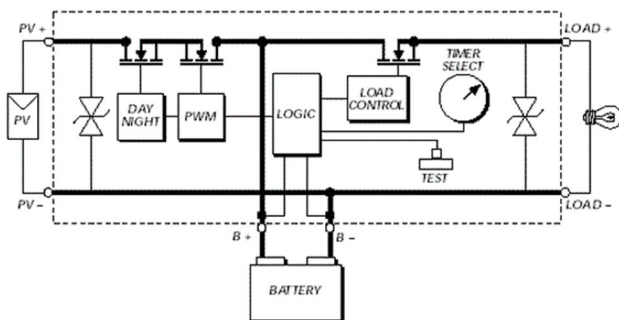 PV +
LOAD +
TIMER
SELECT
PV
DAY
NIGHT
PWM
LOGIC
LOAD
CONTROL
TEST
PV –
LOAD –
B +
B –
BATTERY